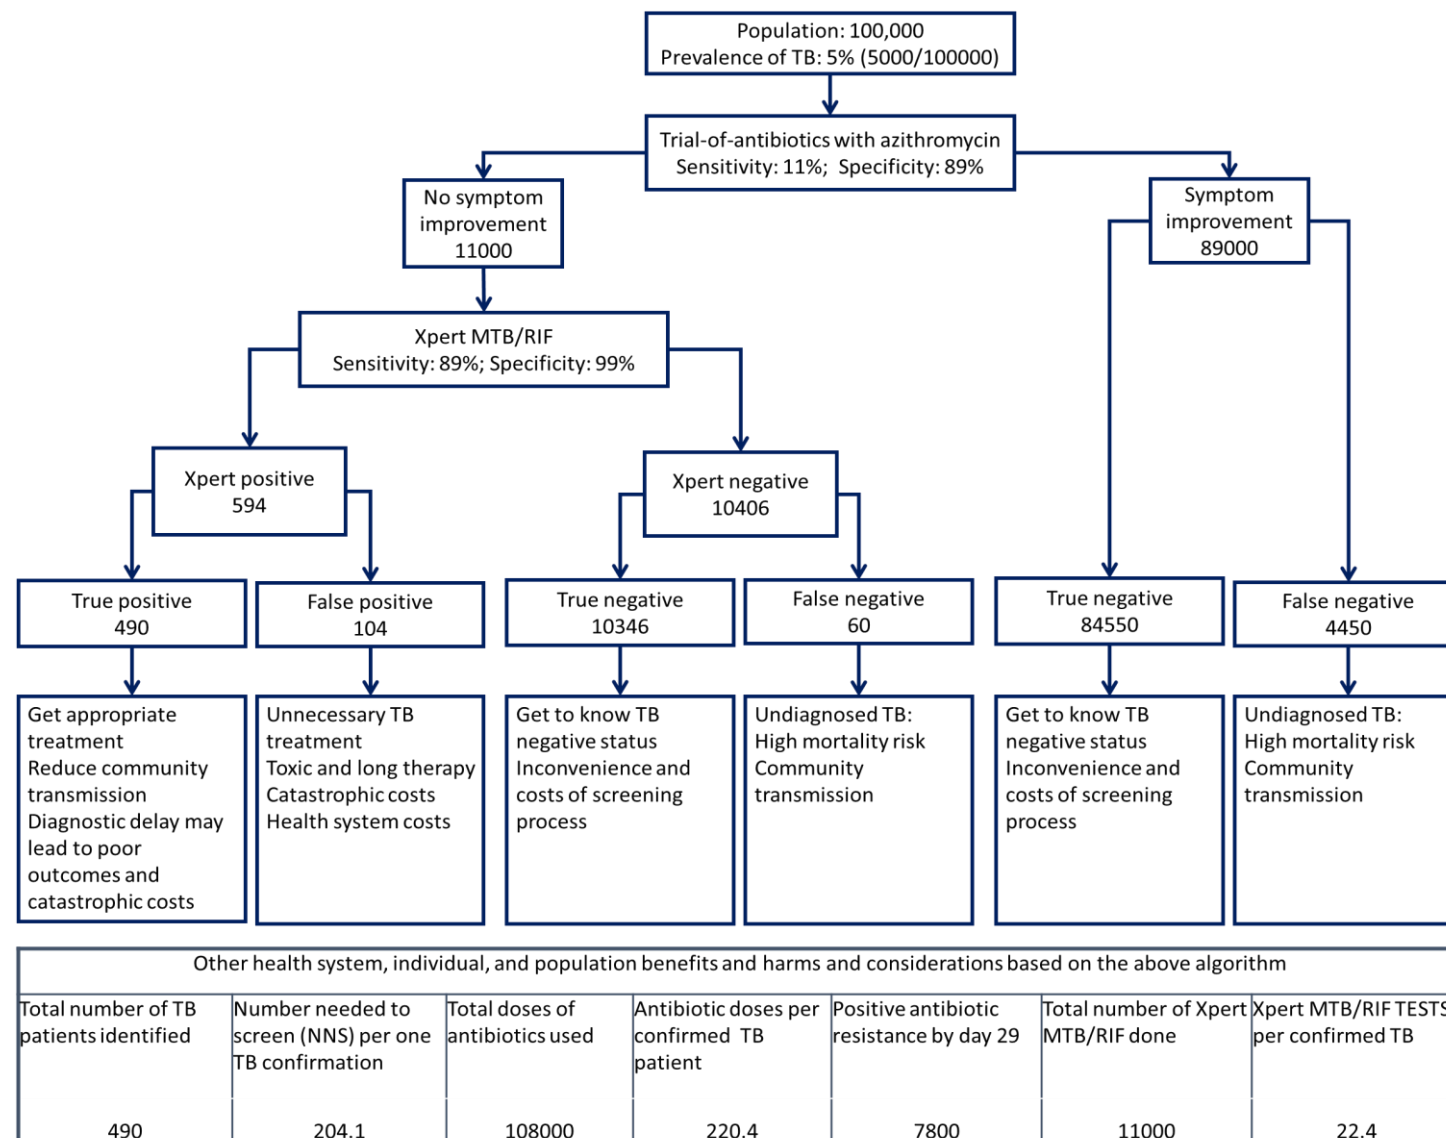 Population: 100,000
Prevalence of TB: 5% (5000/100000)
Trial-of-antibiotics with azithromycin
Sensitivity: 11%;  Specificity: 89%
No symptom
improvement
11000
Symptom
improvement
89000
Xpert MTB/RIF
Sensitivity: 89%; Specificity: 99%
Xpert positive
594
Xpert negative
10406
True positive
490
False positive
104
True negative
10346
False negative
60
True negative
84550
False negative
4450
Get appropriate
treatment
Reduce community
transmission
Diagnostic delay may
lead to poor
outcomes and
catastrophic costs
Unnecessary TB
treatment
Toxic and long therapy
Catastrophic costs
Health system costs
Get to know TB
negative status
Inconvenience and
costs of screening
process
Undiagnosed TB:
High mortality risk
Community
transmission
Get to know TB
negative status
Inconvenience and
costs of screening
process
Undiagnosed TB:
High mortality risk
Community
transmission
Other health system, individual, and population benefits and harms and considerations based on the above algorithm
Total number of TB
patients identified
Number needed to
screen (NNS) per one
TB confirmation
Total doses of
antibiotics used
Antibiotic doses per
confirmed  TB
patient
Positive antibiotic
resistance by day 29
Total number of Xpert
MTB/RIF done
Xpert MTB/RIF TESTS
per confirmed TB
490
204.1
108000
220.4
7800
11000
22.4